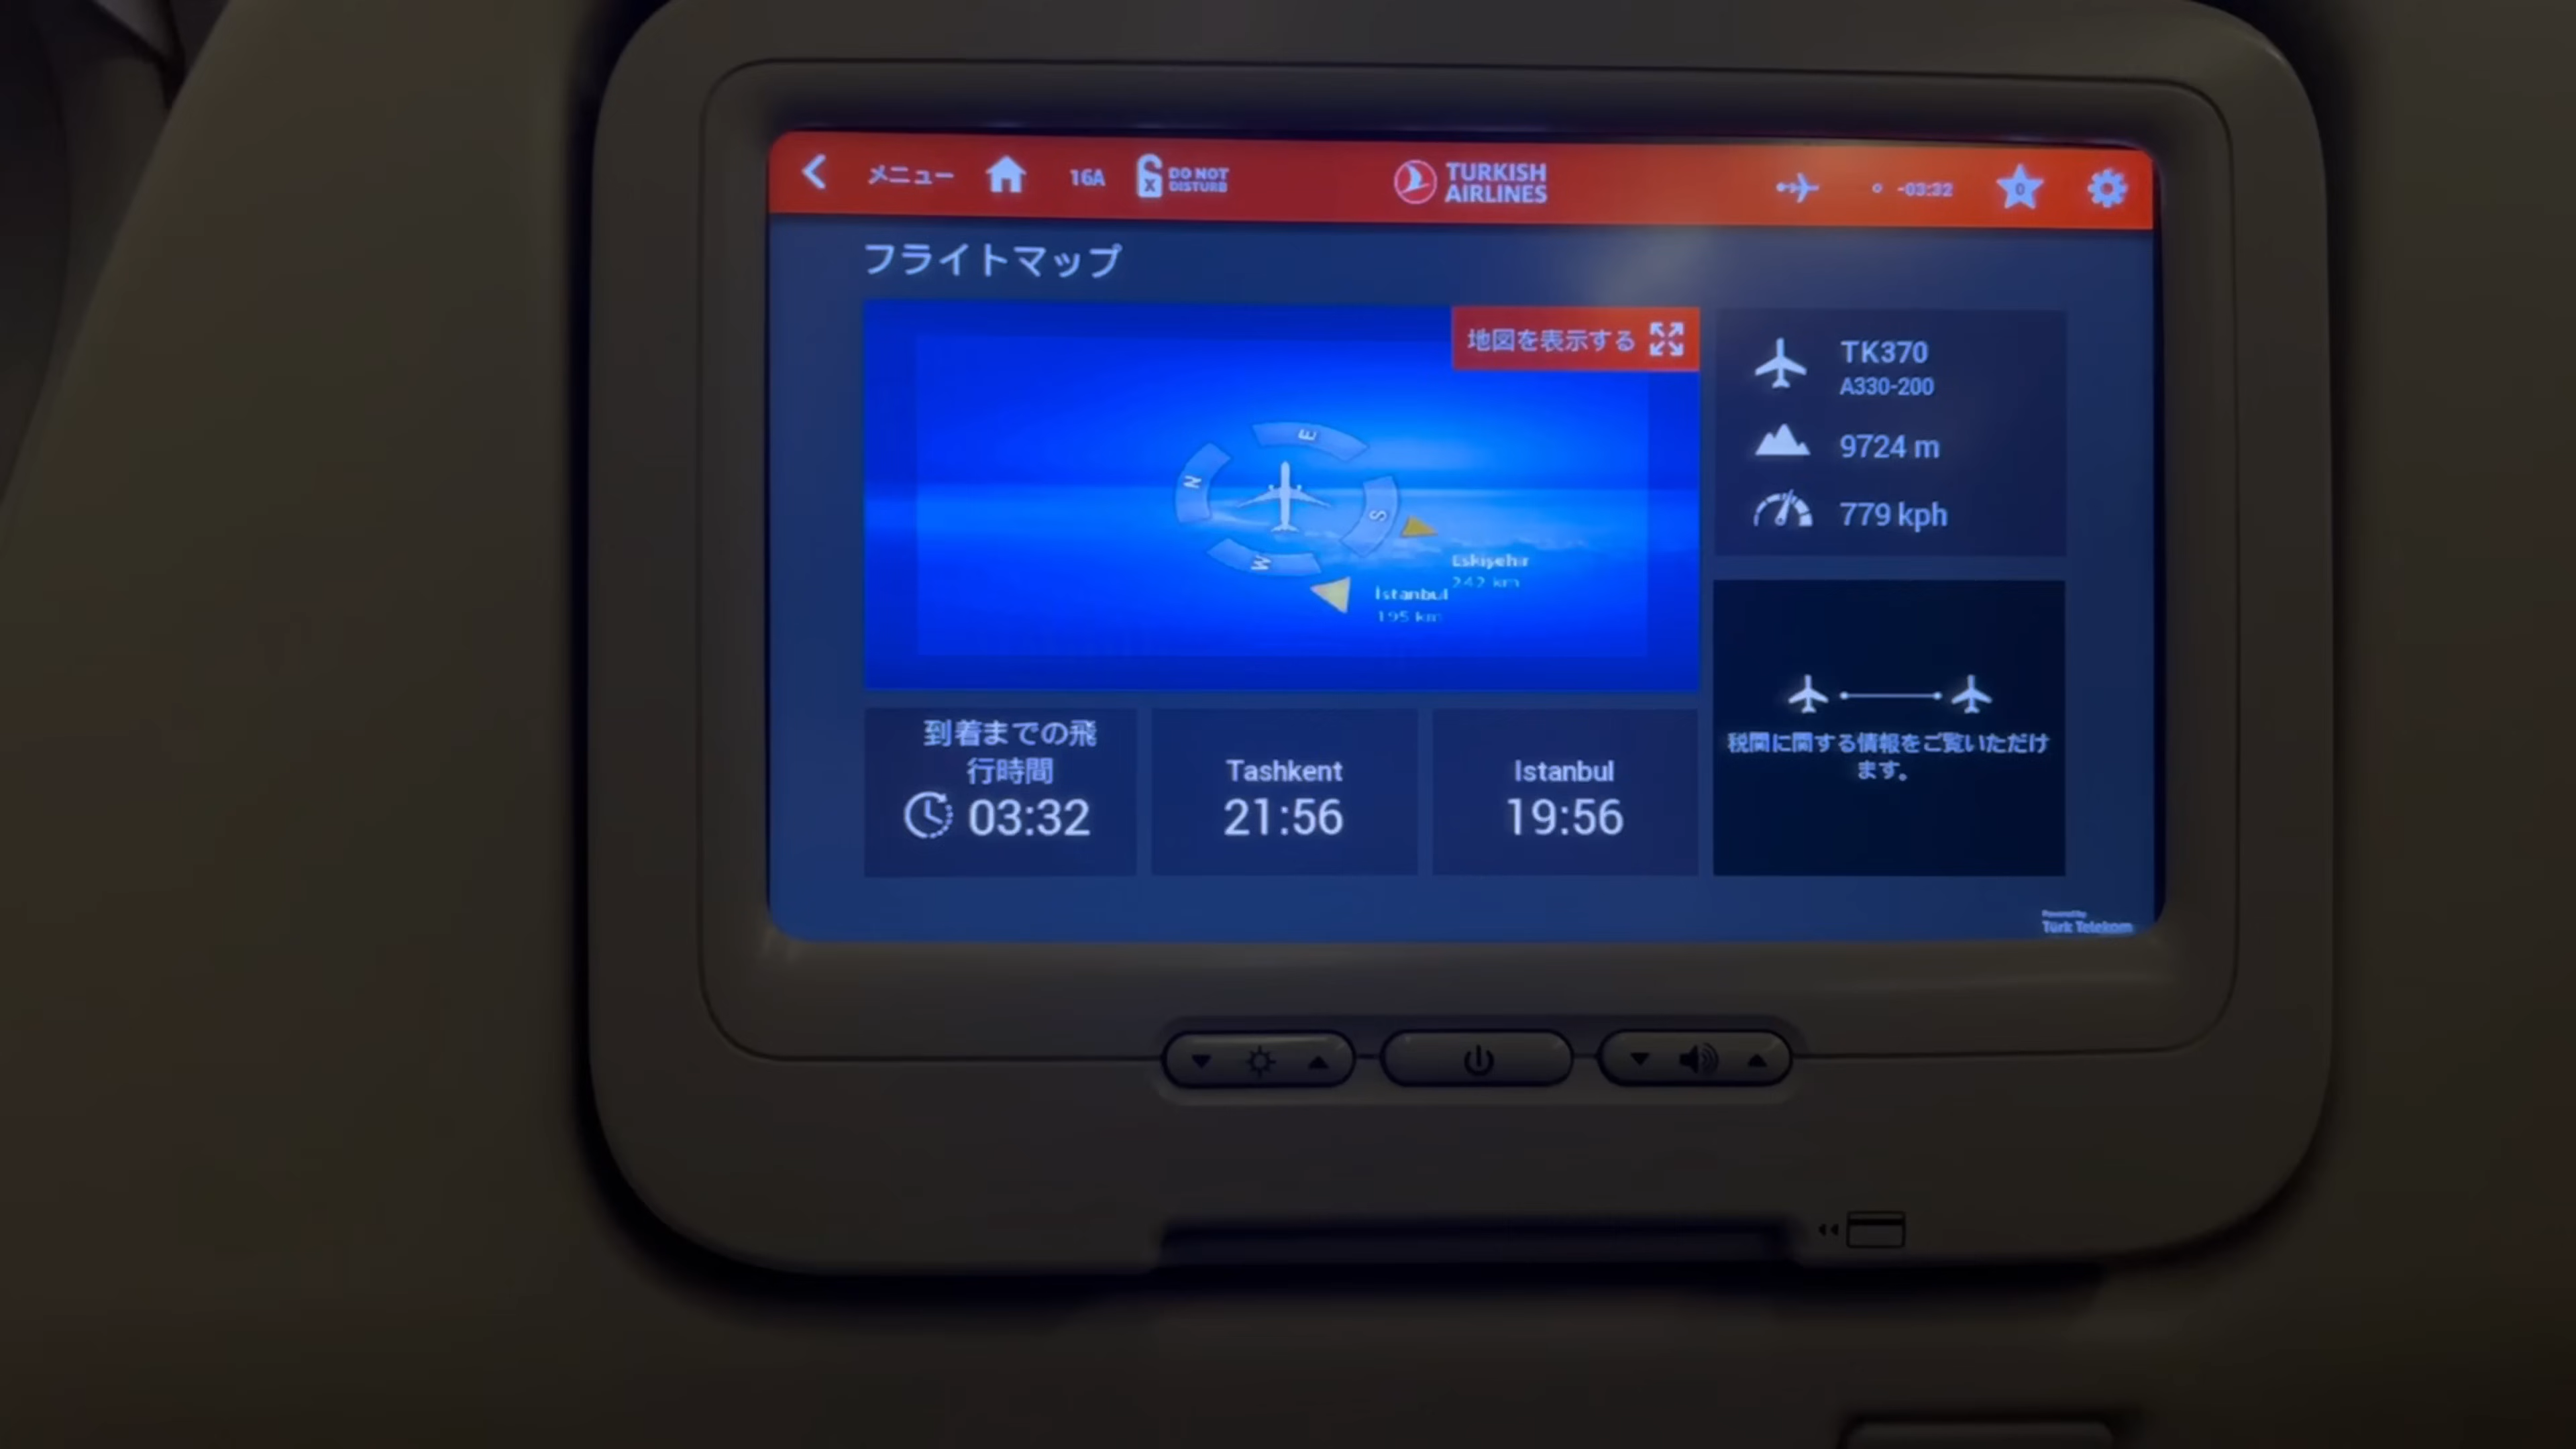 メニュー
16A
DO NOT
DISTURB
TURKISH
AIRLINES
-03:32
0
フライトマップ
地図を表示する
E
N
S
W
Eskişehir
242 km
İstanbul
195 km
TK370
A330-200
9724 m
779 kph
到着までの飛
行時間
03:32
Tashkent
21:56
Istanbul
19:56
税関に関する情報をご覧いただけ
ます。
Powered by
Türk Telekom